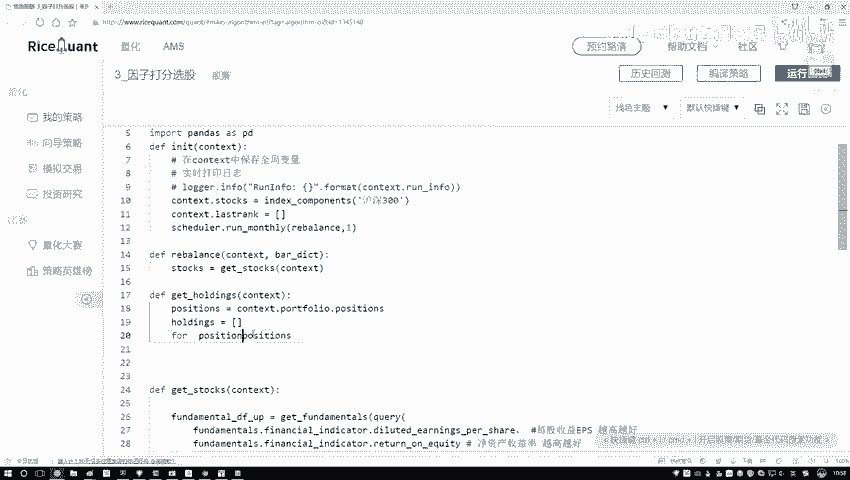 RiceQuant
量化
AMS
预约路演
帮助文档
社区
3_因子打分选股
股票
历史回测
编译策略
运行
浅色主题
默认快捷键
我的策略
向导策略
模拟交易
投资研究
量化大赛
策略英雄榜
5 import pandas as pd
6 def init(context):
7 # 在context中保存全局变量
8 # 实时打印日志
9 # logger.info("RunInfo: {}".format(context.run_info))
10 context.stocks = index_components('沪深300')
11 context.lastrank = []
12 scheduler.run_monthly(rebalance,1)
13
14 def rebalance(context, bar_dict):
15 stocks = get_stocks(context)
16
17 def get_holdings(context):
18 positions = context.portfolio.positions
19 holdings = []
20 for positionpositions
21
22
23
24 def get_stocks(context):
25
26 fundamental_df_up = get_fundamentals(query(
27 fundamentals.financial_indicator.diluted_earnings_per_share, #每股收益EPS 越高越好
28 fundamentals.financial_indicator.return_on_equity # 净资产收益率 越高越好